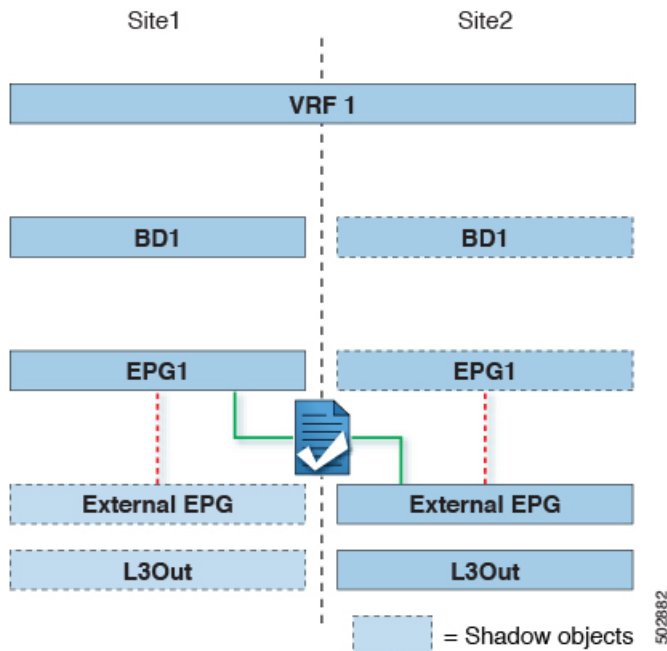 Site1
Site2
VRF 1
BD1
BD1
EPG1
EPG1
External EPG
External EPG
L3Out
L3Out
= Shadow objects
502882